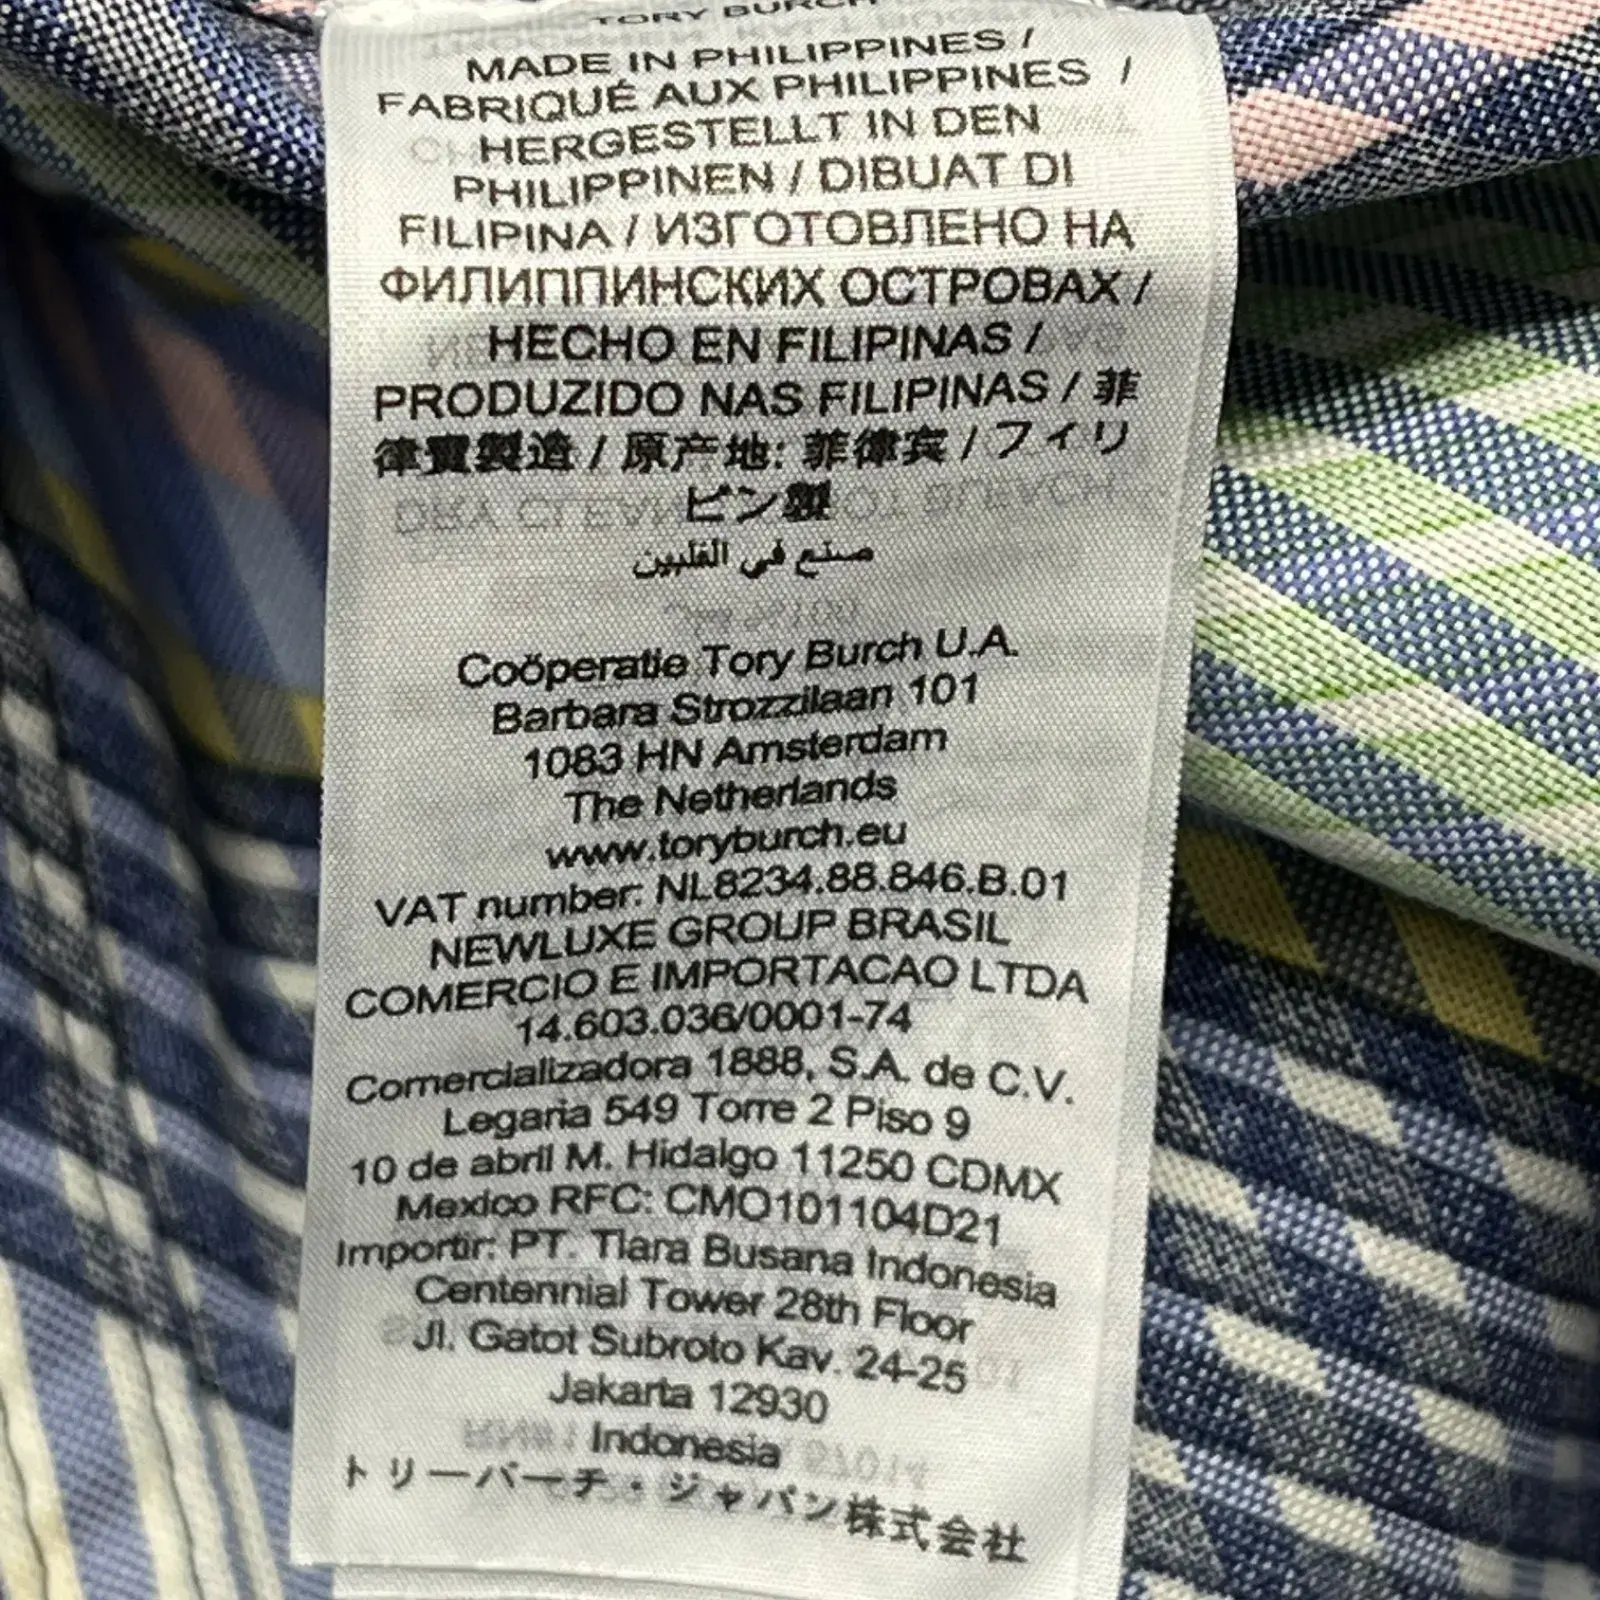 TORY BURCH
MADE IN PHILIPPINES /
FABRIQUÉ AUX PHILIPPINES /
HERGESTELLT IN DEN
PHILIPPINEN / DIBUAT DI
FILIPINA / ИЗГОТОВЛЕНО НА
ФИЛИППИНСКИХ ОСТРОВАХ /
HECHO EN FILIPINAS /
PRODUZIDO NAS FILIPINAS / 菲
律賓製造 / 原产地: 菲律宾 / フィリ
ピン製
صنع في الفلبين
Coöperatie Tory Burch U.A.
Barbara Strozzilaan 101
1083 HN Amsterdam
The Netherlands
www.toryburch.eu
VAT number: NL8234.88.846.B.01
NEWLUXE GROUP BRASIL
COMERCIO E IMPORTACAO LTDA
14.603.036/0001-74
Comercializadora 1888, S.A. de C.V.
Legaria 549 Torre 2 Piso 9
10 de abril M. Hidalgo 11250 CDMX
Mexico RFC: CMO101104D21
Importir: PT. Tiara Busana Indonesia
Centennial Tower 28th Floor
Jl. Gatot Subroto Kav. 24-25
Jakarta 12930
Indonesia
トリーバーチ・ジャパン株式会社